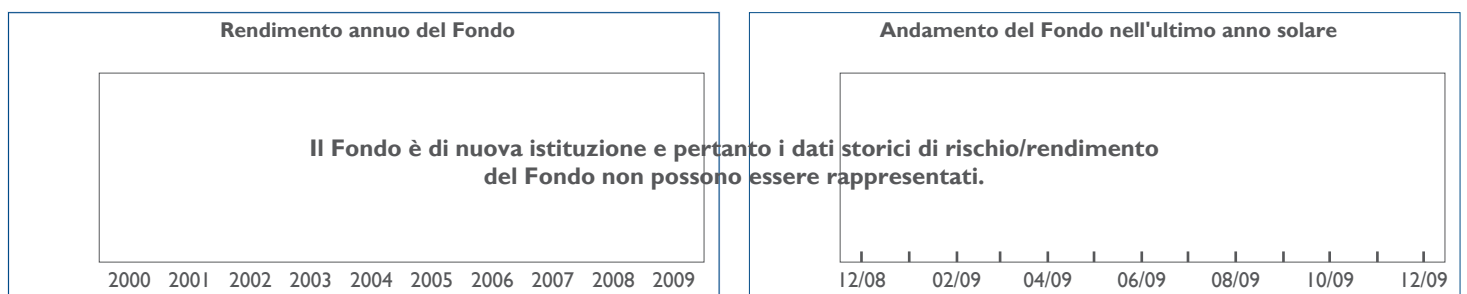 Rendimento annuo del Fondo
Andamento del Fondo nell'ultimo anno solare
Il Fondo è di nuova istituzione e pertanto i dati storici di rischio/rendimento
del Fondo non possono essere rappresentati.
2000 2001 2002 2003 2004 2005 2006 2007 2008 2009
12/08 02/09 04/09 06/09 08/09 10/09 12/09